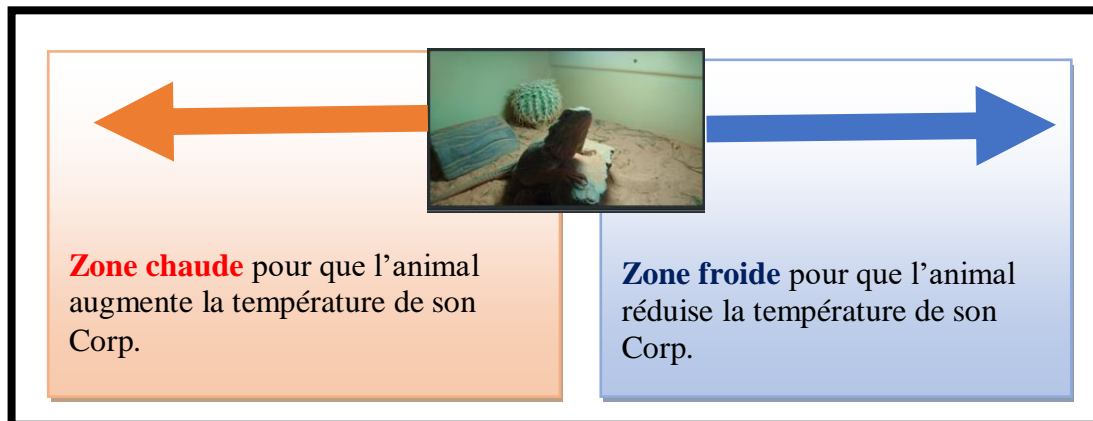 Zone chaude pour que l’animal
augmente la température de son
Corp.
Zone froide pour que l’animal
réduise la température de son
Corp.